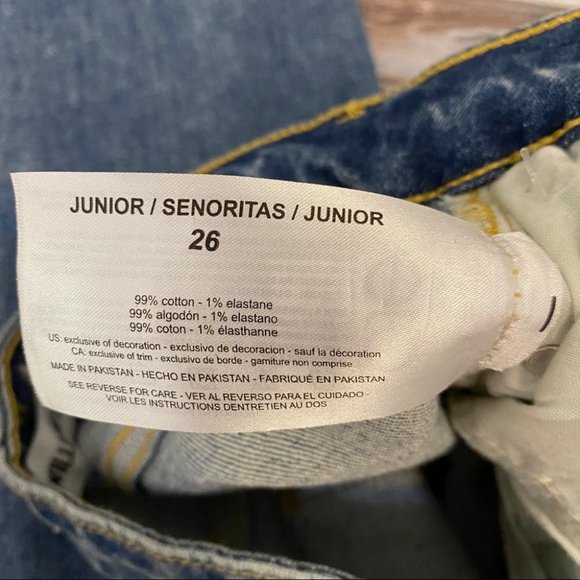 JUNIOR / SENORITAS / JUNIOR
26
99% cotton - 1% elastane
99% algodón - 1% elastano
99% coton - 1% élasthanne
US: exclusive of decoration - exclusivo de decoracion - sauf la décoration
CA: exclusive of trim - exclusivo de borde - garniture non comprise
MADE IN PAKISTAN - HECHO EN PAKISTAN - FABRIQUÉ EN PAKISTAN
SEE REVERSE FOR CARE - VER AL REVERSO PARA EL CUIDADO -
VOIR LES INSTRUCTIONS DENTRETIEN AU DOS